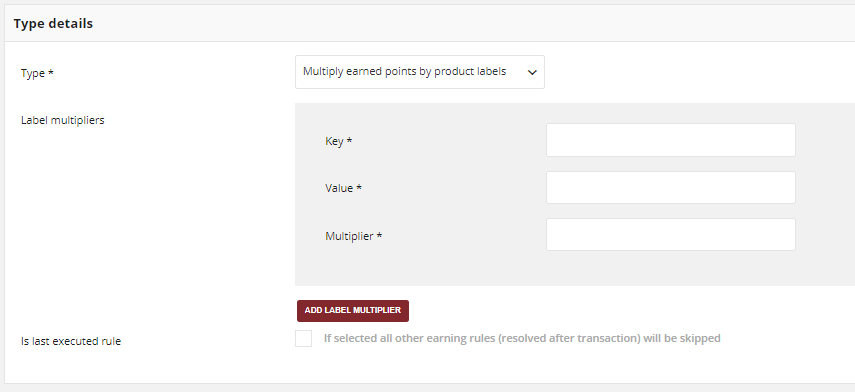 Type details
Type *
Multiply earned points by product labels
Label multipliers
Key *
Value *
Multiplier *
ADD LABEL MULTIPLIER
Is last executed rule
If selected all other earning rules (resolved after transaction) will be skipped